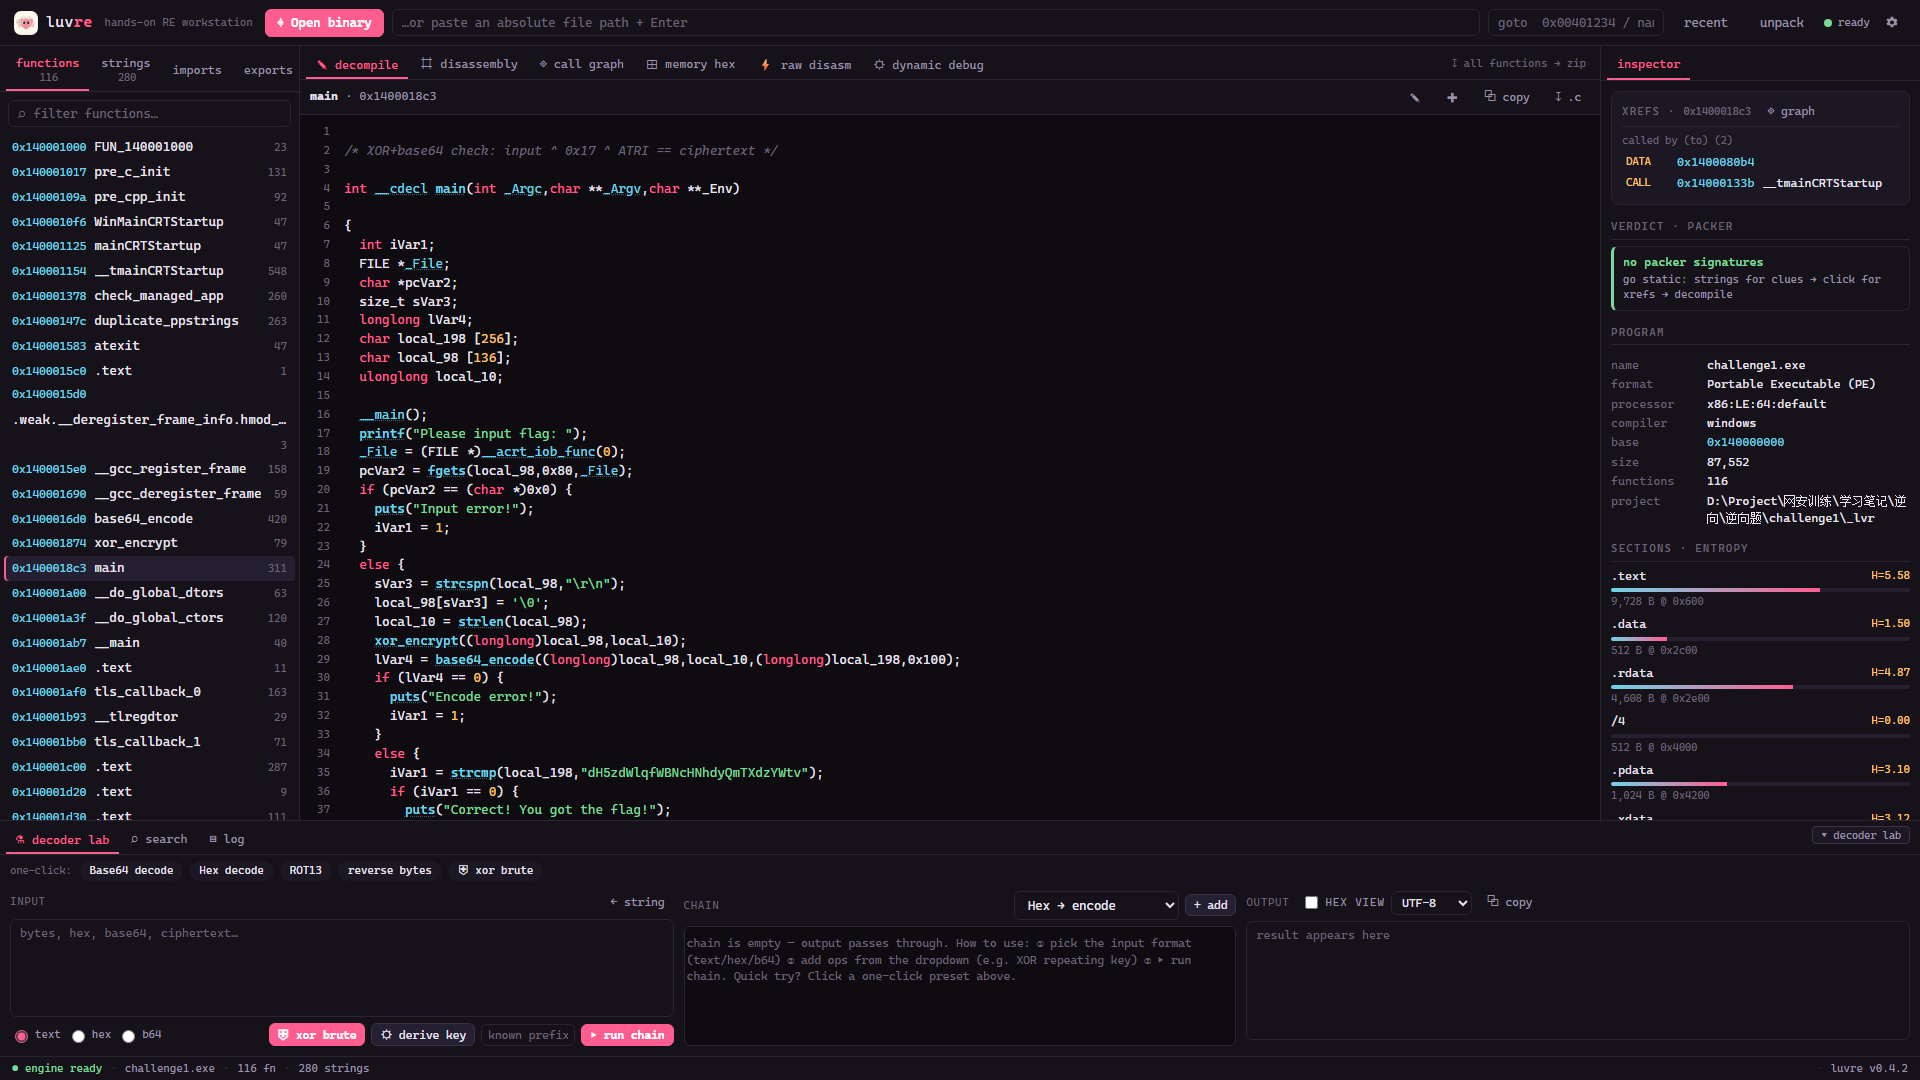 luvre hands-on RE workstation Open binary …or paste an absolute file path + Enter goto 0x00401234 / nar recent unpack ready
functions 116
strings 280
imports
exports
filter functions…
0x140001000 FUN_140001000 23
0x140001017 pre_c_init 131
0x14000109a pre_cpp_init 92
0x1400010f6 WinMainCRTStartup 47
0x140001125 mainCRTStartup 47
0x140001154 __tmainCRTStartup 548
0x140001378 check_managed_app 260
0x14000147c duplicate_ppstrings 263
0x140001583 atexit 47
0x1400015c0 .text 1
0x1400015d0
.weak.__deregister_frame_info.hmod_…
3
0x1400015e0 __gcc_register_frame 158
0x140001690 __gcc_deregister_frame 59
0x1400016d0 base64_encode 420
0x140001874 xor_encrypt 79
0x1400018c3 main 311
0x140001a00 __do_global_dtors 63
0x140001a3f __do_global_ctors 120
0x140001ab7 __main 40
0x140001ae0 .text 11
0x140001af0 tls_callback_0 163
0x140001b93 __tlregdtor 29
0x140001bb0 tls_callback_1 71
0x140001c00 .text 287
0x140001d20 .text 9
0x140001d30 .text 111
decompile disassembly call graph memory hex raw disasm dynamic debug all functions → zip
main · 0x1400018c3 copy .c
1
2 /* XOR+base64 check: input ^ 0x17 ^ ATRI == ciphertext */
3
4 int __cdecl main(int _Argc,char **_Argv,char **_Env)
5
6 {
7 int iVar1;
8 FILE *_File;
9 char *pcVar2;
10 size_t sVar3;
11 longlong lVar4;
12 char local_198 [256];
13 char local_98 [136];
14 ulonglong local_10;
15
16 __main();
17 printf("Please input flag: ");
18 _File = (FILE *)__acrt_iob_func(0);
19 pcVar2 = fgets(local_98,0x80,_File);
20 if (pcVar2 == (char *)0x0) {
21 puts("Input error!");
22 iVar1 = 1;
23 }
24 else {
25 sVar3 = strcspn(local_98,"\r\n");
26 local_98[sVar3] = '\0';
27 local_10 = strlen(local_98);
28 xor_encrypt((longlong)local_98,local_10);
29 lVar4 = base64_encode((longlong)local_98,local_10,(longlong)local_198,0x100);
30 if (lVar4 == 0) {
31 puts("Encode error!");
32 iVar1 = 1;
33 }
34 else {
35 iVar1 = strcmp(local_198,"dH5zdWlqfWBNcHNhdyQmTXdzYWtv");
36 if (iVar1 == 0) {
37 puts("Correct! You got the flag!");
inspector
XREFS · 0x1400018c3 graph
called by (to) (2)
DATA 0x1400080b4
CALL 0x14000133b __tmainCRTStartup
VERDICT · PACKER
no packer signatures
go static: strings for clues → click for
xrefs → decompile
PROGRAM
name challenge1.exe
format Portable Executable (PE)
processor x86:LE:64:default
compiler windows
base 0x140000000
size 87,552
functions 116
project D:\Project\网安训练\学习笔记\逆
向\逆向题\challenge1\_lvr
SECTIONS · ENTROPY
.text H=5.58
9,728 B @ 0x600
.data H=1.50
512 B @ 0x2c00
.rdata H=4.87
4,608 B @ 0x2e00
/4 H=0.00
512 B @ 0x4000
.pdata H=3.10
1,024 B @ 0x4200
.xdata H=3.12
decoder lab search log decoder lab
one-click: Base64 decode Hex decode ROT13 reverse bytes xor brute
INPUT ← string
bytes, hex, base64, ciphertext…
text hex b64 xor brute derive key known prefix run chain
CHAIN Hex → encode + add
chain is empty — output passes through. How to use: ① pick the input format
(text/hex/b64) ② add ops from the dropdown (e.g. XOR repeating key) ③ ▸ run
chain. Quick try? Click a one-click preset above.
OUTPUT HEX VIEW UTF-8 copy
result appears here
engine ready · challenge1.exe · 116 fn · 280 strings · luvre v0.4.2